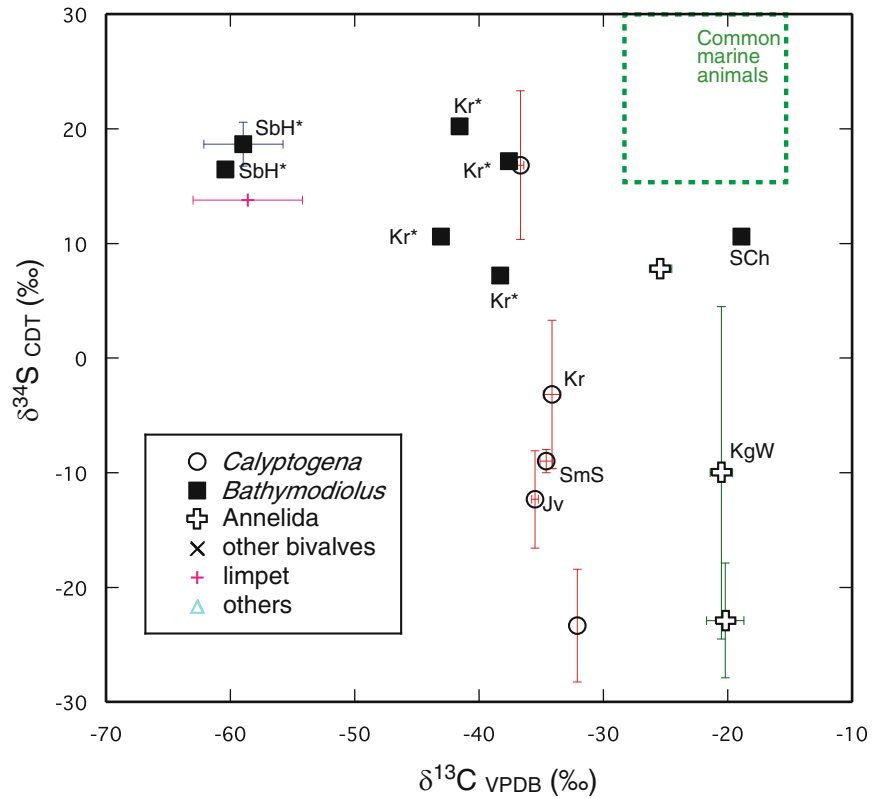 30
20
10
0
-10
-20
-30
-70
-60
-50
-40
-30
-20
-10
δ34S CDT (‰)
δ13C VPDB (‰)
Common
marine
animals
SbH*
SbH*
Kr*
Kr*
Kr*
Kr*
SCh
Kr
SmS
Jv
KgW
Calyptogena
Bathymodiolus
Annelida
other bivalves
limpet
others